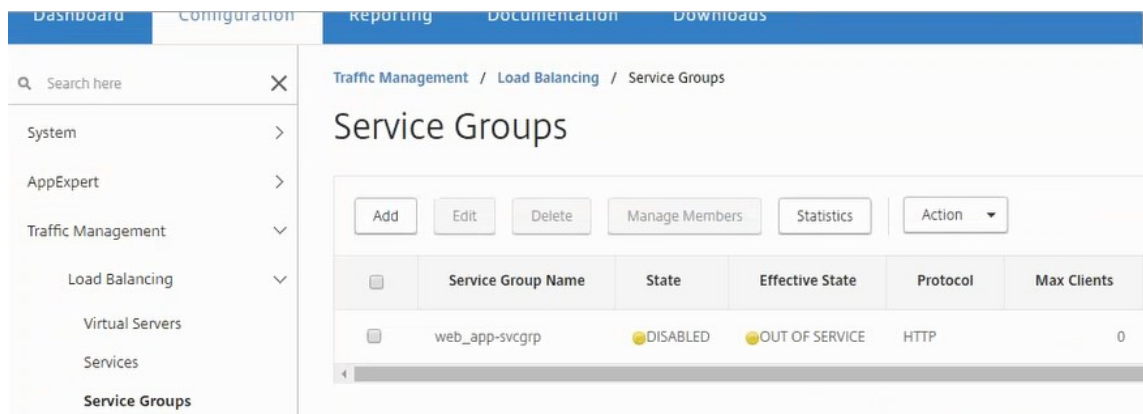 Dashboard Configuration Reporting Documentation Downloads
Search here
System
AppExpert
Traffic Management
Load Balancing
Virtual Servers
Services
Service Groups
Traffic Management / Load Balancing / Service Groups
Service Groups
Add Edit Delete Manage Members Statistics Action
Service Group Name State Effective State Protocol Max Clients
web_app-svcgrp DISABLED OUT OF SERVICE HTTP 0